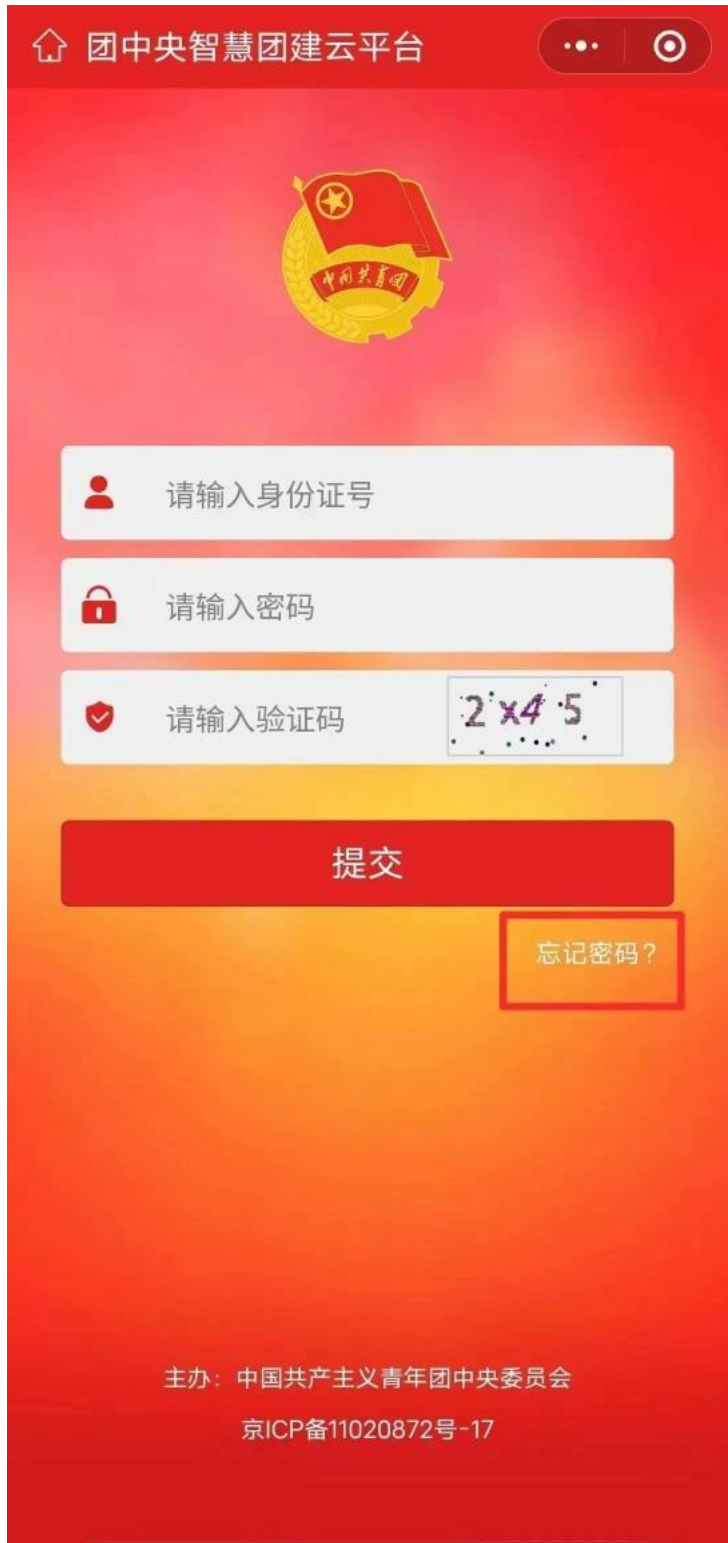 团中央智慧团建云平台
中国共青团
请输入身份证号
请输入密码
请输入验证码
2x45
提交
忘记密码？
主办：中国共产主义青年团中央委员会
京ICP备11020872号-17